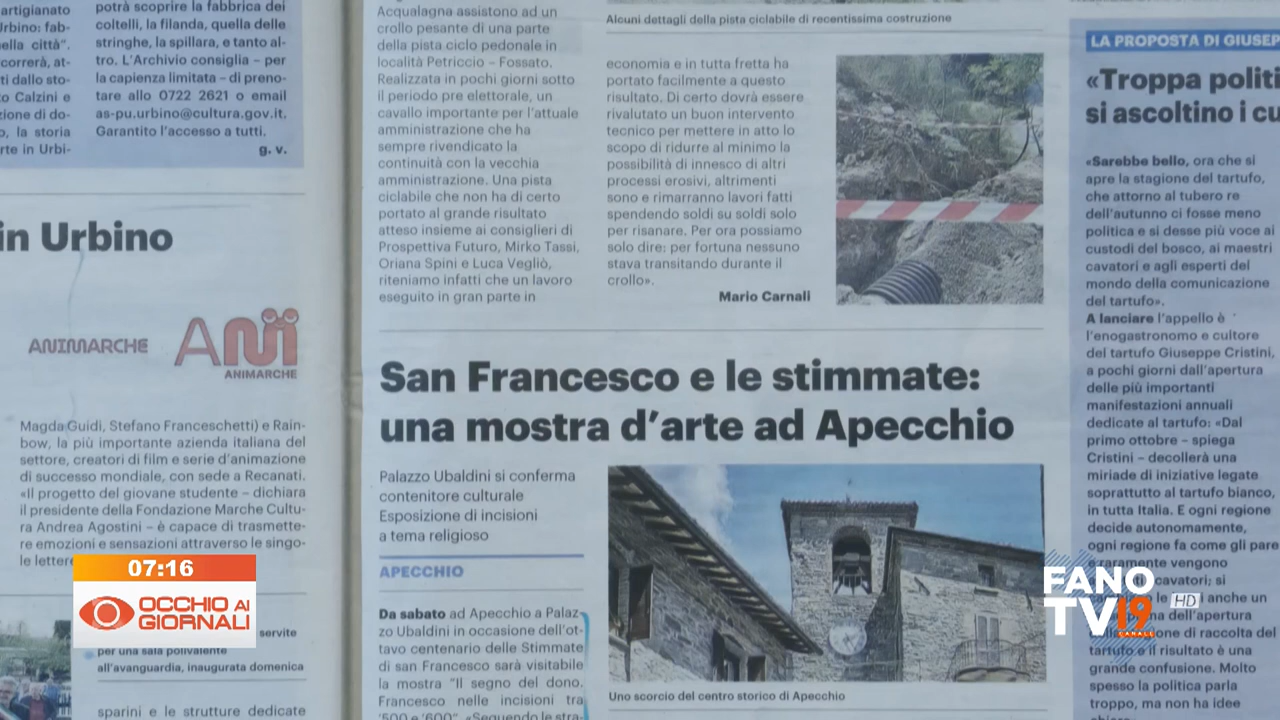 artigianato
Urbino: fab-
nella città".
correrà, at-
ti dallo sto-
o Calzini e
zione di do-
o, la storia
rte in Urbi-
potrà scoprire la fabbrica dei
coltelli, la filanda, quella delle
stringhe, la spillara, e tanto al-
tro. L'Archivio consiglia – per
la capienza limitata – di preno-
tare allo 0722 2621 o email
as-pu.urbino@cultura.gov.it.
Garantito l'accesso a tutti.
g. v.
in Urbino
ANIMARCHE
ANI
ANIMARCHE
Magda Guidi, Stefano Franceschetti) e Rain-
bow, la più importante azienda italiana del
settore, creatori di film e serie d'animazione
di successo mondiale, con sede a Recanati.
«Il progetto del giovane studente – dichiara
il presidente della Fondazione Marche Cultu-
ra Andrea Agostini – è capace di trasmette-
re emozioni e sensazioni attraverso le singo-
le lettere
servite
per una sala polivalente
all'avanguardia, inaugurata domenica
sparini e le strutture dedicate
Acqualagna assistono ad un
crollo pesante di una parte
della pista ciclo pedonale in
località Petriccio – Fossato.
Realizzata in pochi giorni sotto
il periodo pre elettorale, un
cavallo importante per l'attuale
amministrazione che ha
sempre rivendicato la
continuità con la vecchia
amministrazione. Una pista
ciclabile che non ha di certo
portato al grande risultato
atteso insieme ai consiglieri di
Prospettiva Futuro, Mirko Tassi,
Oriana Spini e Luca Vegliò,
riteniamo infatti che un lavoro
eseguito in gran parte in
Alcuni dettagli della pista ciclabile di recentissima costruzione
economia e in tutta fretta ha
portato facilmente a questo
risultato. Di certo dovrà essere
rivalutato un buon intervento
tecnico per mettere in atto lo
scopo di ridurre al minimo la
possibilità di innesco di altri
processi erosivi, altrimenti
sono e rimarranno lavori fatti
spendendo soldi su soldi solo
per risanare. Per ora possiamo
solo dire: per fortuna nessuno
stava transitando durante il
crollo».
Mario Carnali
San Francesco e le stimmate:
una mostra d'arte ad Apecchio
Palazzo Ubaldini si conferma
contenitore culturale
Esposizione di incisioni
a tema religioso
APECCHIO
Da sabato ad Apecchio a Palaz-
zo Ubaldini in occasione dell'ot-
tavo centenario delle Stimmate
di san Francesco sarà visitabile
la mostra "Il segno del dono.
Francesco nelle incisioni tra
'500 e '600". «Seguendo le stra-
Uno scorcio del centro storico di Apecchio
LA PROPOSTA DI GIUSEP
«Troppa politi
si ascoltino i cu
«Sarebbe bello, ora che si
apre la stagione del tartufo,
che attorno al tubero re
dell'autunno ci fosse meno
politica e si desse più voce ai
custodi del bosco, ai maestri
cavatori e agli esperti del
mondo della comunicazione
del tartufo».
A lanciare l'appello è
l'enogastronomo e cultore
del tartufo Giuseppe Cristini,
a pochi giorni dall'apertura
delle più importanti
manifestazioni annuali
dedicate al tartufo: «Dal
primo ottobre – spiega
Cristini – decollerà una
miriade di iniziative legate
soprattutto al tartufo bianco,
in tutta Italia. E ogni regione
decide autonomamente,
ogni regione fa come gli pare
e raramente vengono
cavatori; si
anche un
dell'apertura
di raccolta del
tartufo e il risultato è una
grande confusione. Molto
spesso la politica parla
troppo, ma non ha idee
07:16
OCCHIO AI
GIORNALI
FANO
TV19
CANALE
HD